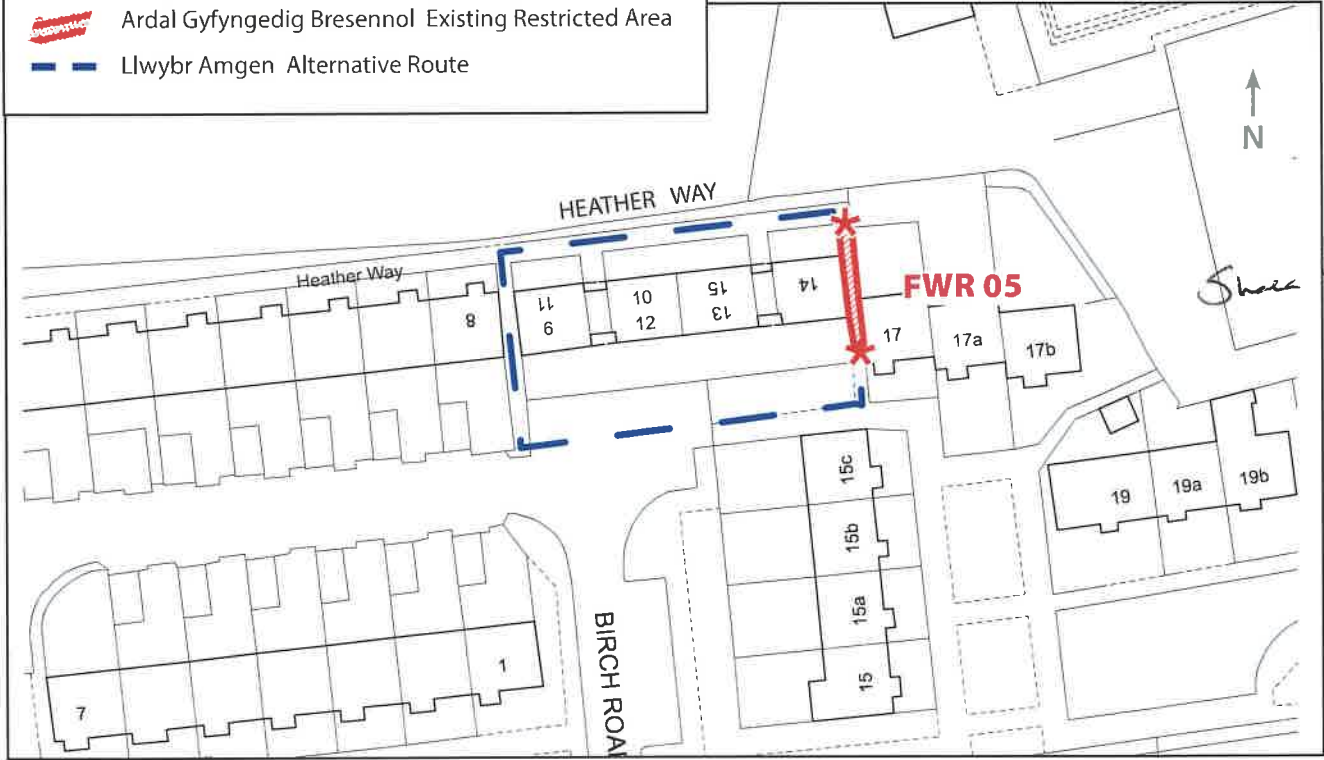 Ardal Gyfyngedig Bresennol Existing Restricted Area
Llwybr Amgen Alternative Route
N
HEATHER WAY
Heather Way
FWR 05
8
11
9
10
12
15
13
14
17
17a
17b
15c
15b
15a
15
19
19a
19b
BIRCH ROA
1
7